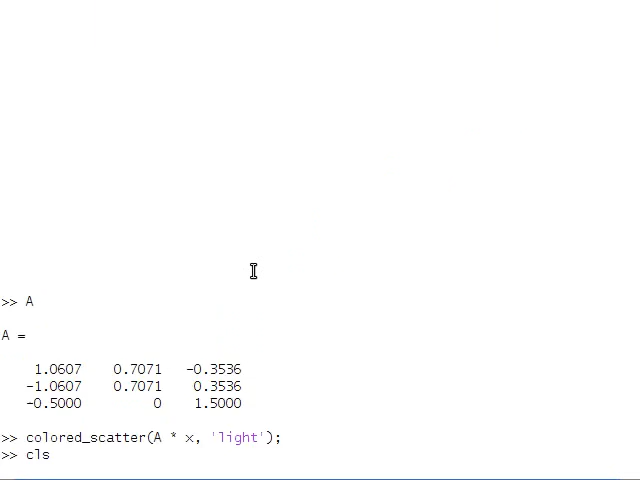 >> A
A =
1.0607 0.7071 -0.3536
-1.0607 0.7071 0.3536
-0.5000 0 1.5000
>> colored_scatter(A * x, 'light');
>> cls